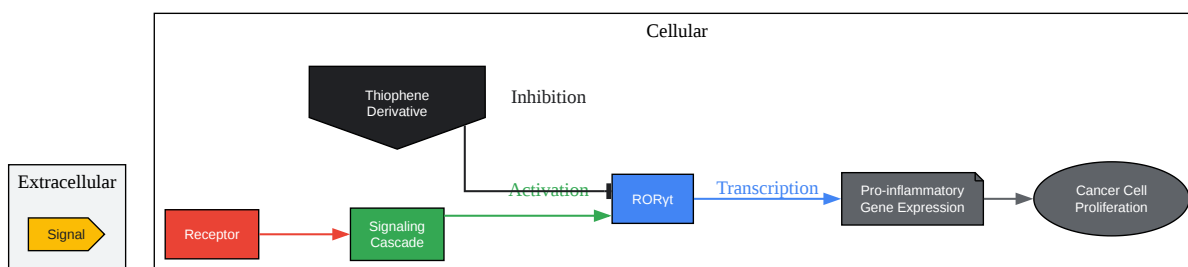 Cellular
Thiophene
Derivative
Inhibition
Extracellular
Signal
Receptor
Signaling
Cascade
Activation
RORγt
Transcription
Pro-inflammatory
Gene Expression
Cancer Cell
Proliferation